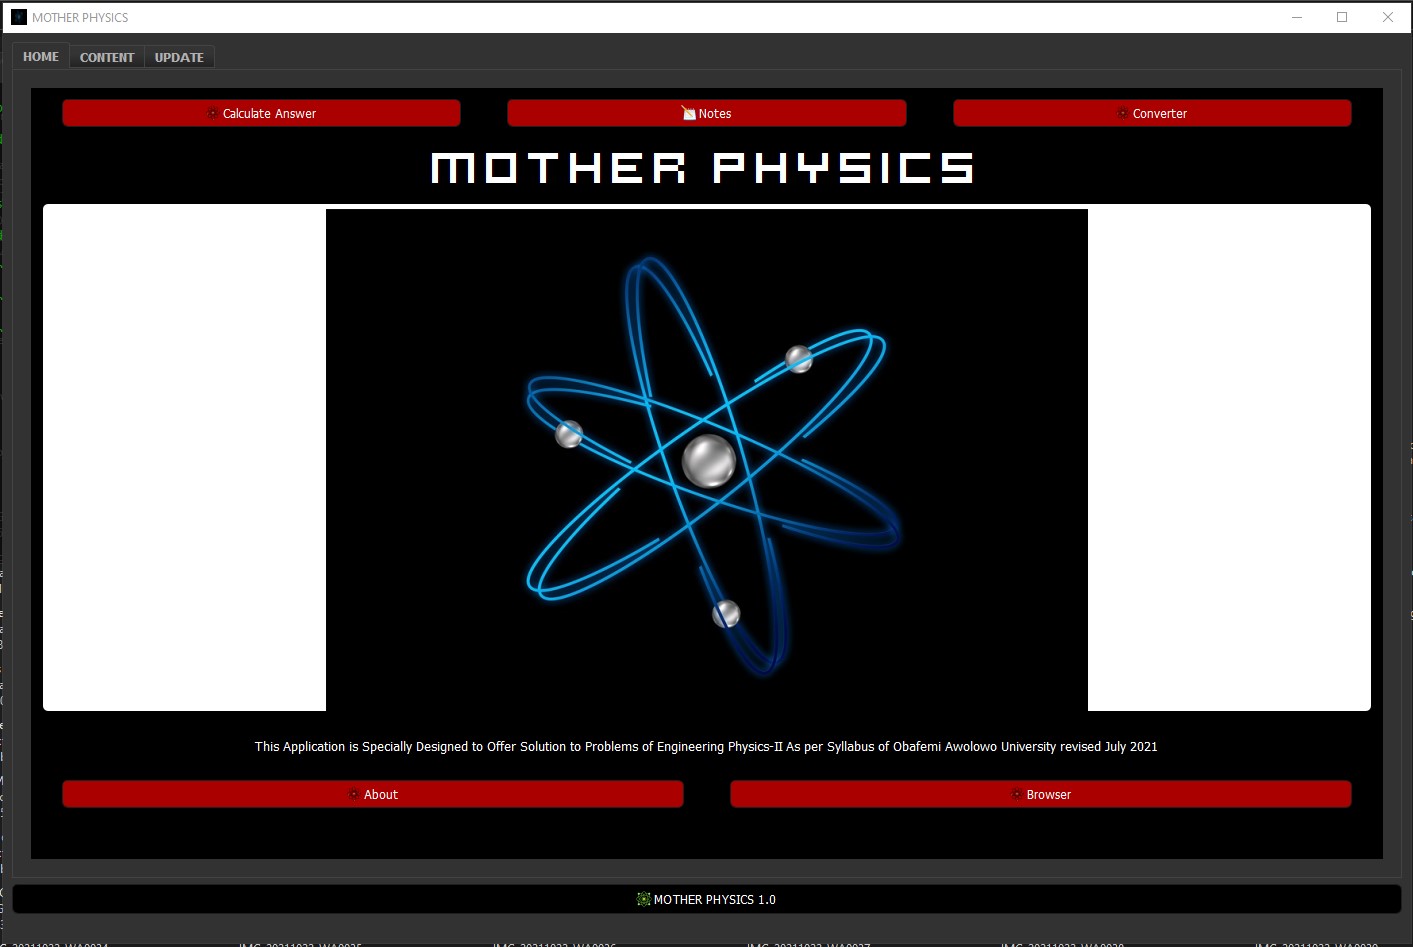 MOTHER PHYSICS
HOME
CONTENT
UPDATE
Calculate Answer
Notes
Converter
MOTHER PHYSICS
This Application is Specially Designed to Offer Solution to Problems of Engineering Physics-II As per Syllabus of Obafemi Awolowo University revised July 2021
About
Browser
MOTHER PHYSICS 1.0